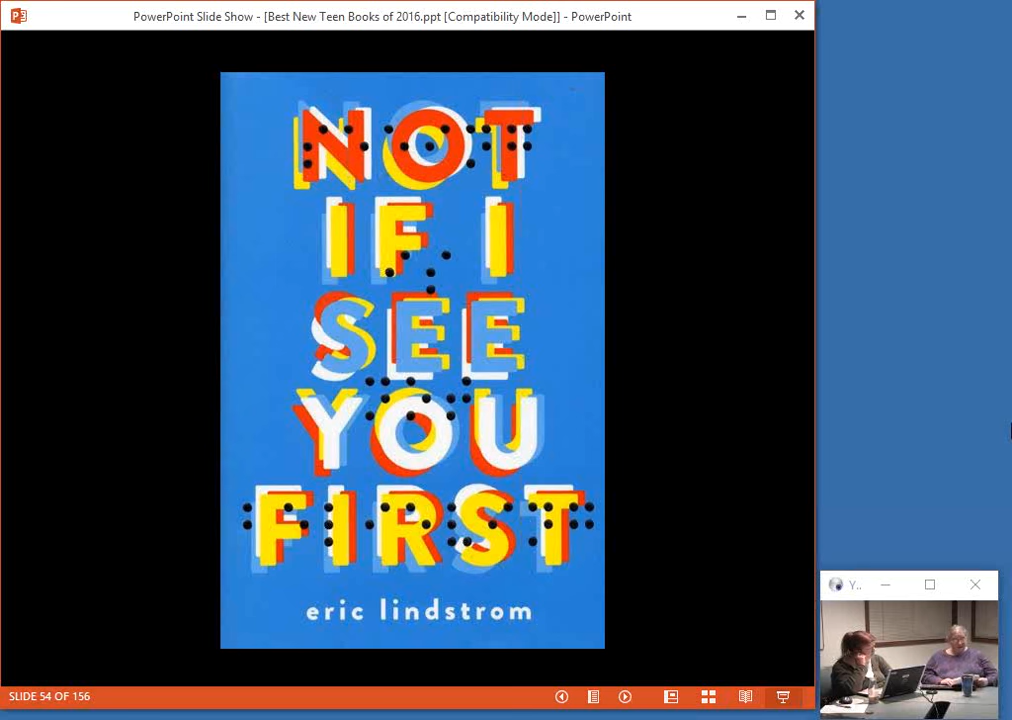 PowerPoint Slide Show - [Best New Teen Books of 2016.ppt [Compatibility Mode]] - PowerPoint
NOT
IF I
SEE
YOU
FIRST
eric lindstrom
Y..
SLIDE 54 OF 156